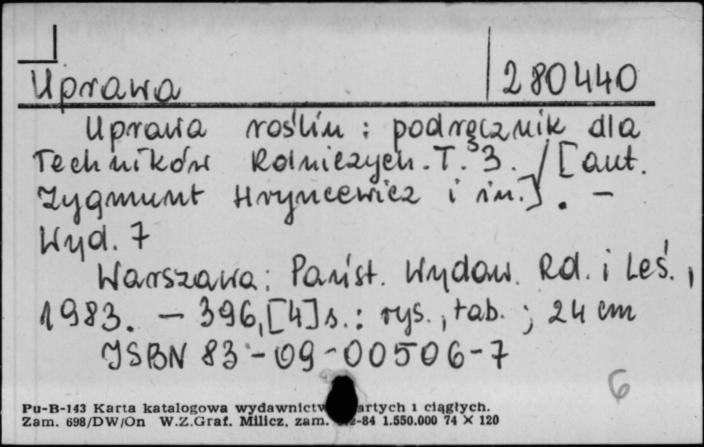 Uprawa 280440
Uprawa roślin : podręcznik dla
Techników Rolniczych. T. 3. / [aut.
Zygmunt Hryncewicz i in.]. –
Wyd. 7
Warszawa : Państ. Wydaw. Rol. i Leś.,
1983. – 396, [4] s. : rys., tab. ; 24 cm
ISBN 83-09-00506-7
6
Pu-B-143 Karta katalogowa wydawnictw artych i ciągłych.
Zam. 698/DW/On W.Z.Graf. Milicz, zam. -84 1.550.000 74 × 120